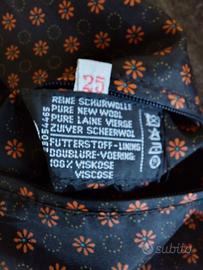 25
REINE SCHURWOLLE
PURE NEW WOOL
PURE LAINE VIERGE
ZUIVER SCHEERWOL
FUTTERSTOFF-LINING
DOUBLURE-VOERING:
100% VISKOSE
VISCOSE
subito